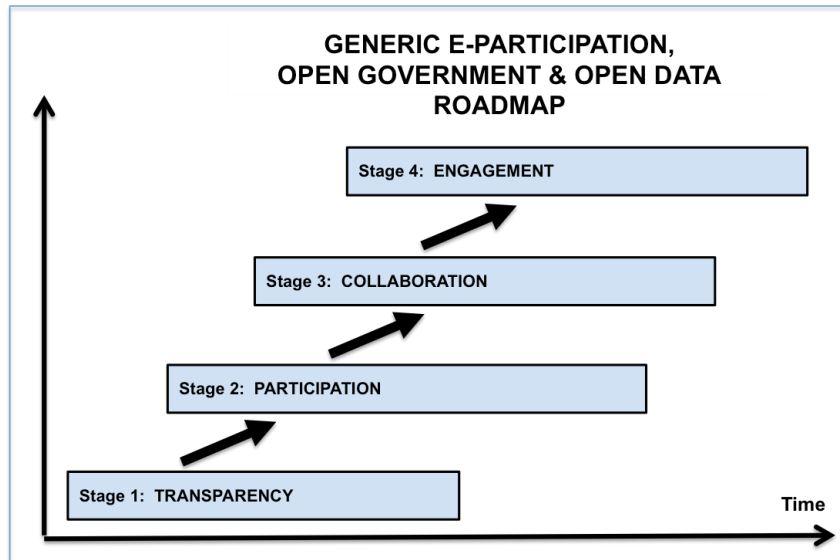 GENERIC E-PARTICIPATION,
OPEN GOVERNMENT & OPEN DATA
ROADMAP
Stage 4: ENGAGEMENT
Stage 3: COLLABORATION
Stage 2: PARTICIPATION
Stage 1: TRANSPARENCY
Time